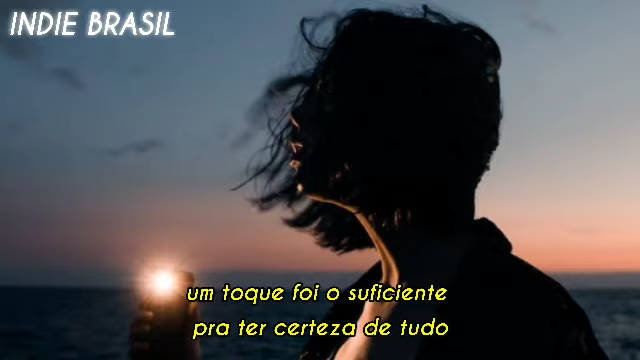 INDIE BRASIL
um toque foi o suficiente
pra ter certeza de tudo